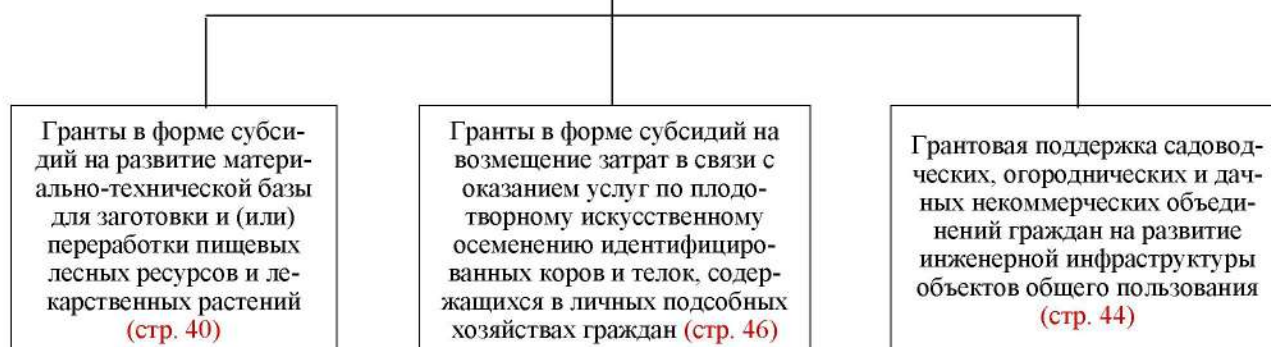 Гранты в форме субси-
дий на развитие матери-
ально-технической базы
для заготовки и (или)
переработки пищевых
лесных ресурсов и ле-
карственных растений
(стр. 40)
Гранты в форме субсидий на
возмещение затрат в связи с
оказанием услуг по плодо-
творному искусственному
осеменению идентифициро-
ванных коров и телок, содер-
жащихся в личных подсобных
хозяйствах граждан (стр. 46)
Грантовая поддержка садовод-
ческих, огороднических и дач-
ных некоммерческих объеди-
нений граждан на развитие
инженерной инфраструктуры
объектов общего пользования
(стр. 44)